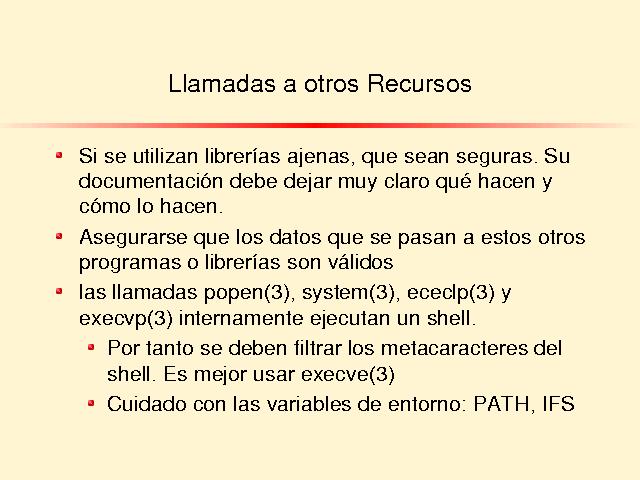 Llamadas a otros Recursos
Si se utilizan librerías ajenas, que sean seguras. Su
documentación debe dejar muy claro qué hacen y
cómo lo hacen.
Asegurarse que los datos que se pasan a estos otros
programas o librerías son válidos
las llamadas popen(3), system(3), ececlp(3) y
execvp(3) internamente ejecutan un shell.
Por tanto se deben filtrar los metacaracteres del
shell. Es mejor usar execve(3)
Cuidado con las variables de entorno: PATH, IFS